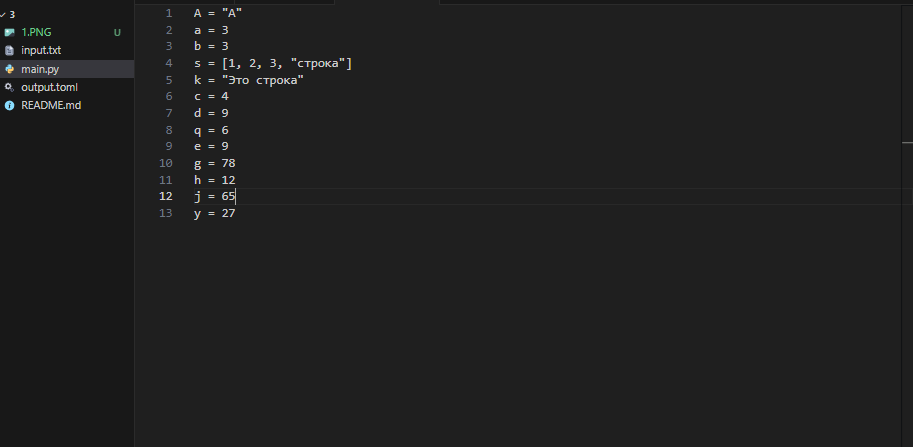 3
1.PNG U
input.txt
main.py
output.toml
README.md
1 A = "A"
2 a = 3
3 b = 3
4 s = [1, 2, 3, "строка"]
5 k = "Это строка"
6 c = 4
7 d = 9
8 q = 6
9 e = 9
10 g = 78
11 h = 12
12 j = 65
13 y = 27